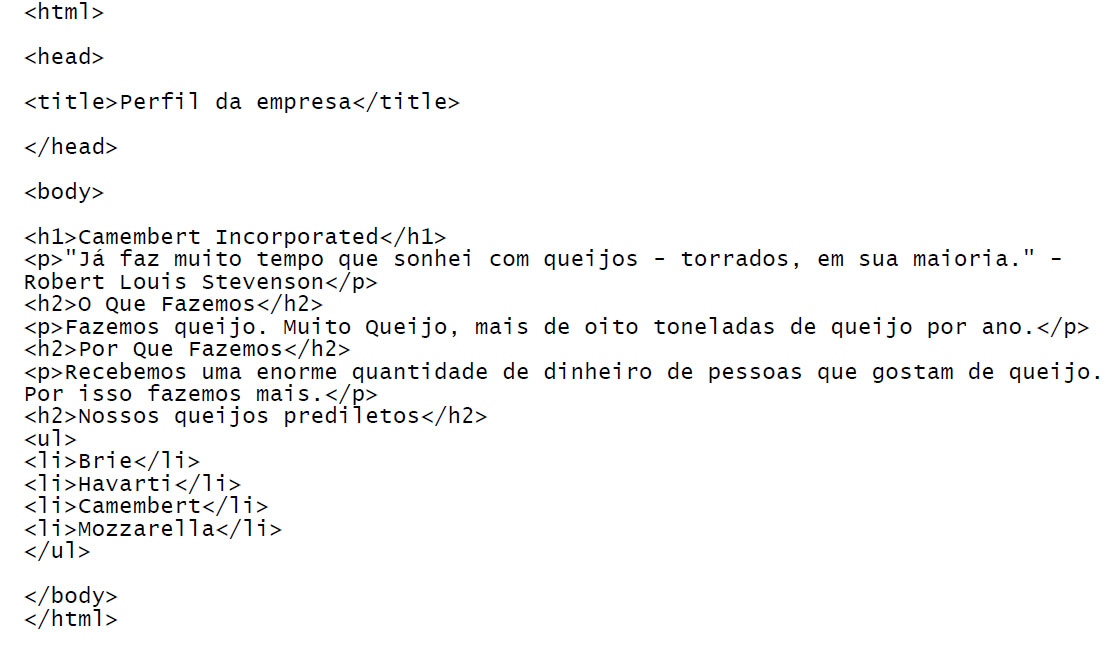 <html>
<head>
<title>Perfil da empresa</title>
</head>
<body>
<h1>Camembert Incorporated</h1>
<p>"Já faz muito tempo que sonhei com queijos - torrados, em sua maioria." -
Robert Louis Stevenson</p>
<h2>O Que Fazemos</h2>
<p>Fazemos queijo. Muito Queijo, mais de oito toneladas de queijo por ano.</p>
<h2>Por Que Fazemos</h2>
<p>Recebemos uma enorme quantidade de dinheiro de pessoas que gostam de queijo.
Por isso fazemos mais.</p>
<h2>Nossos queijos prediletos</h2>
<ul>
<li>Brie</li>
<li>Havarti</li>
<li>Camembert</li>
<li>Mozzarella</li>
</ul>
</body>
</html>